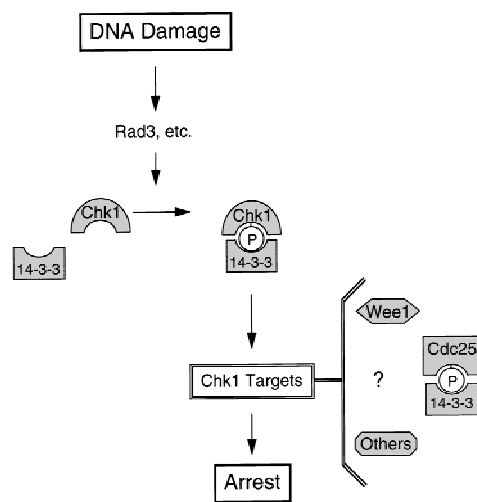 DNA Damage
Rad3, etc.
Chk1
14-3-3
Chk1
P
14-3-3
Chk1 Targets
Wee1
?
Cdc25
P
14-3-3
Others
Arrest